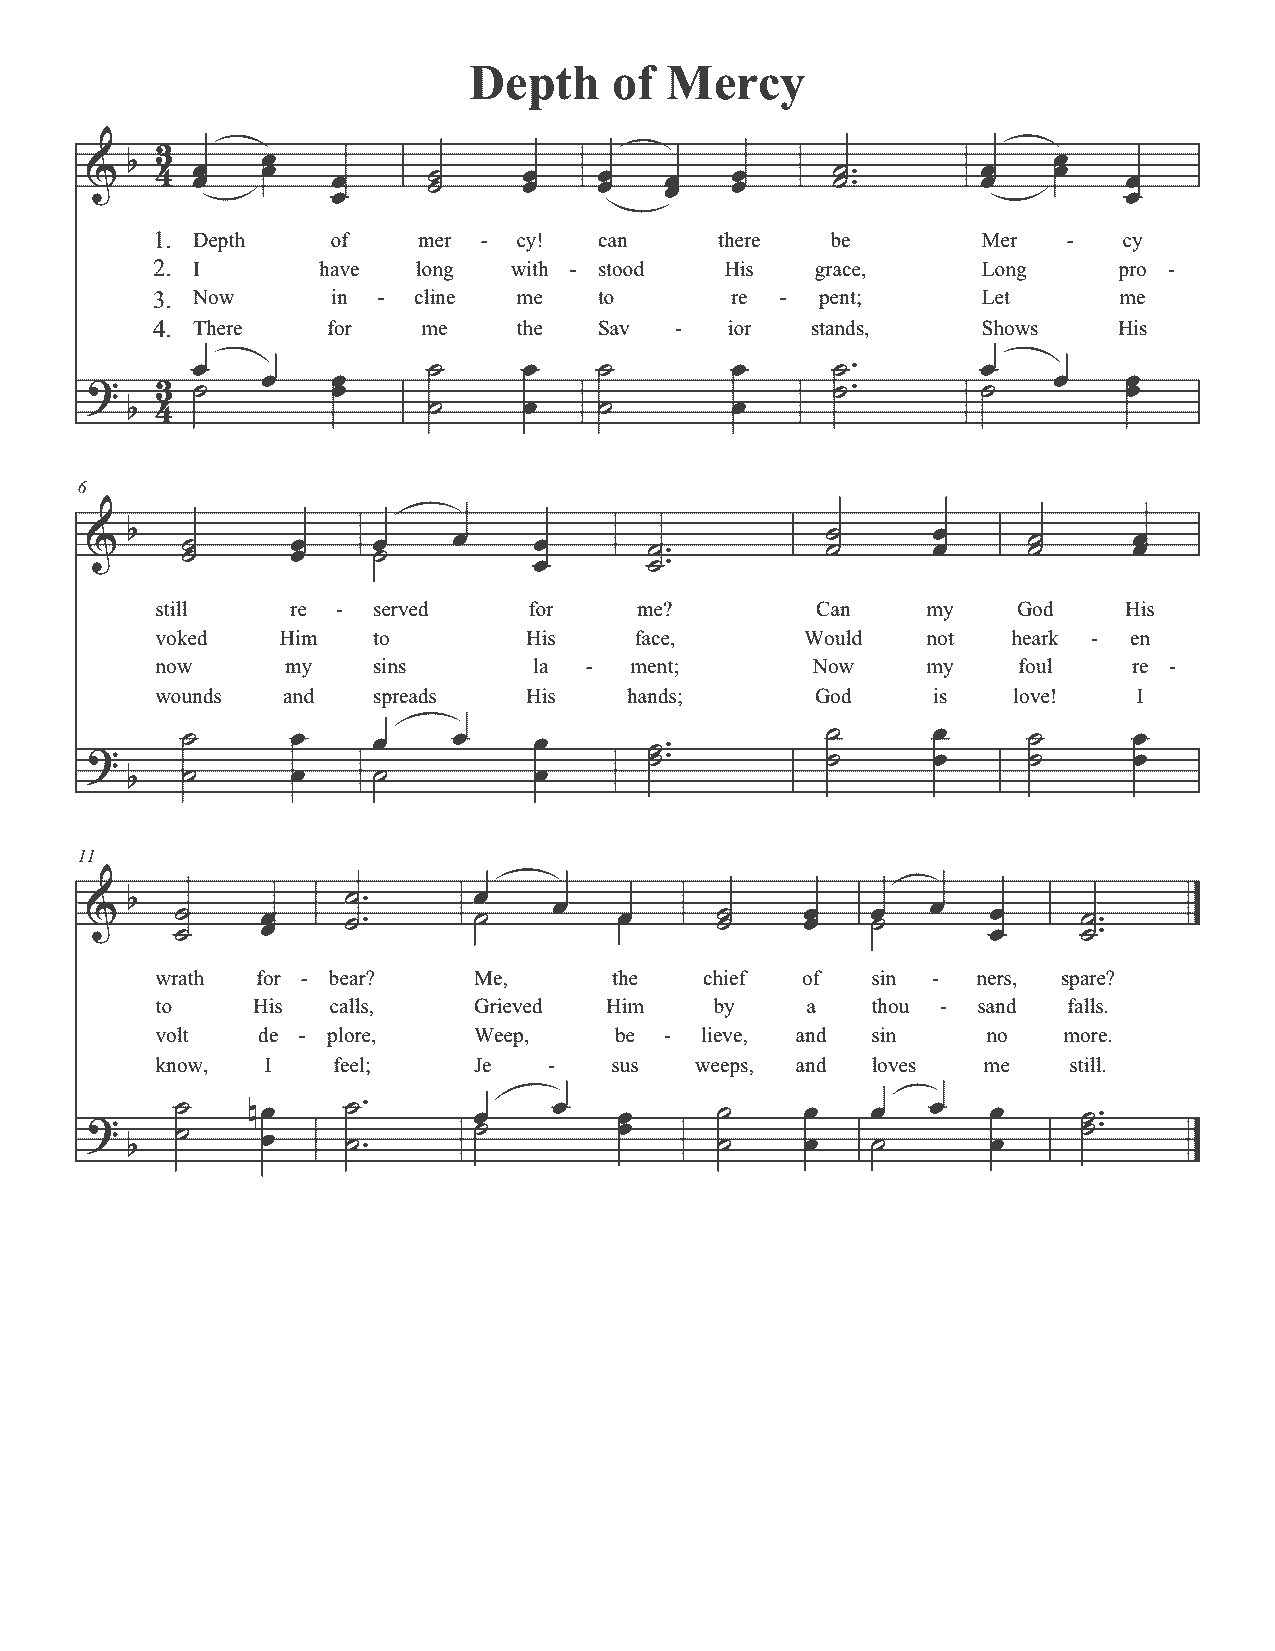 Depth of Mercy
3
4
1. Depth of mer - cy! can there be Mer - cy
2. I have long with - stood His grace, Long pro -
3. Now in - cline me to re - pent; Let me
4. There for me the Sav - ior stands, Shows His
3
4
6
still re - served for me? Can my God His
voked Him to His face, Would not heark - en
now my sins la - ment; Now my foul re -
wounds and spreads His hands; God is love! I
11
wrath for - bear? Me, the chief of sin - ners, spare?
to His calls, Grieved Him by a thou - sand falls.
volt de - plore, Weep, be - lieve, and sin no more.
know, I feel; Je - sus weeps, and loves me still.